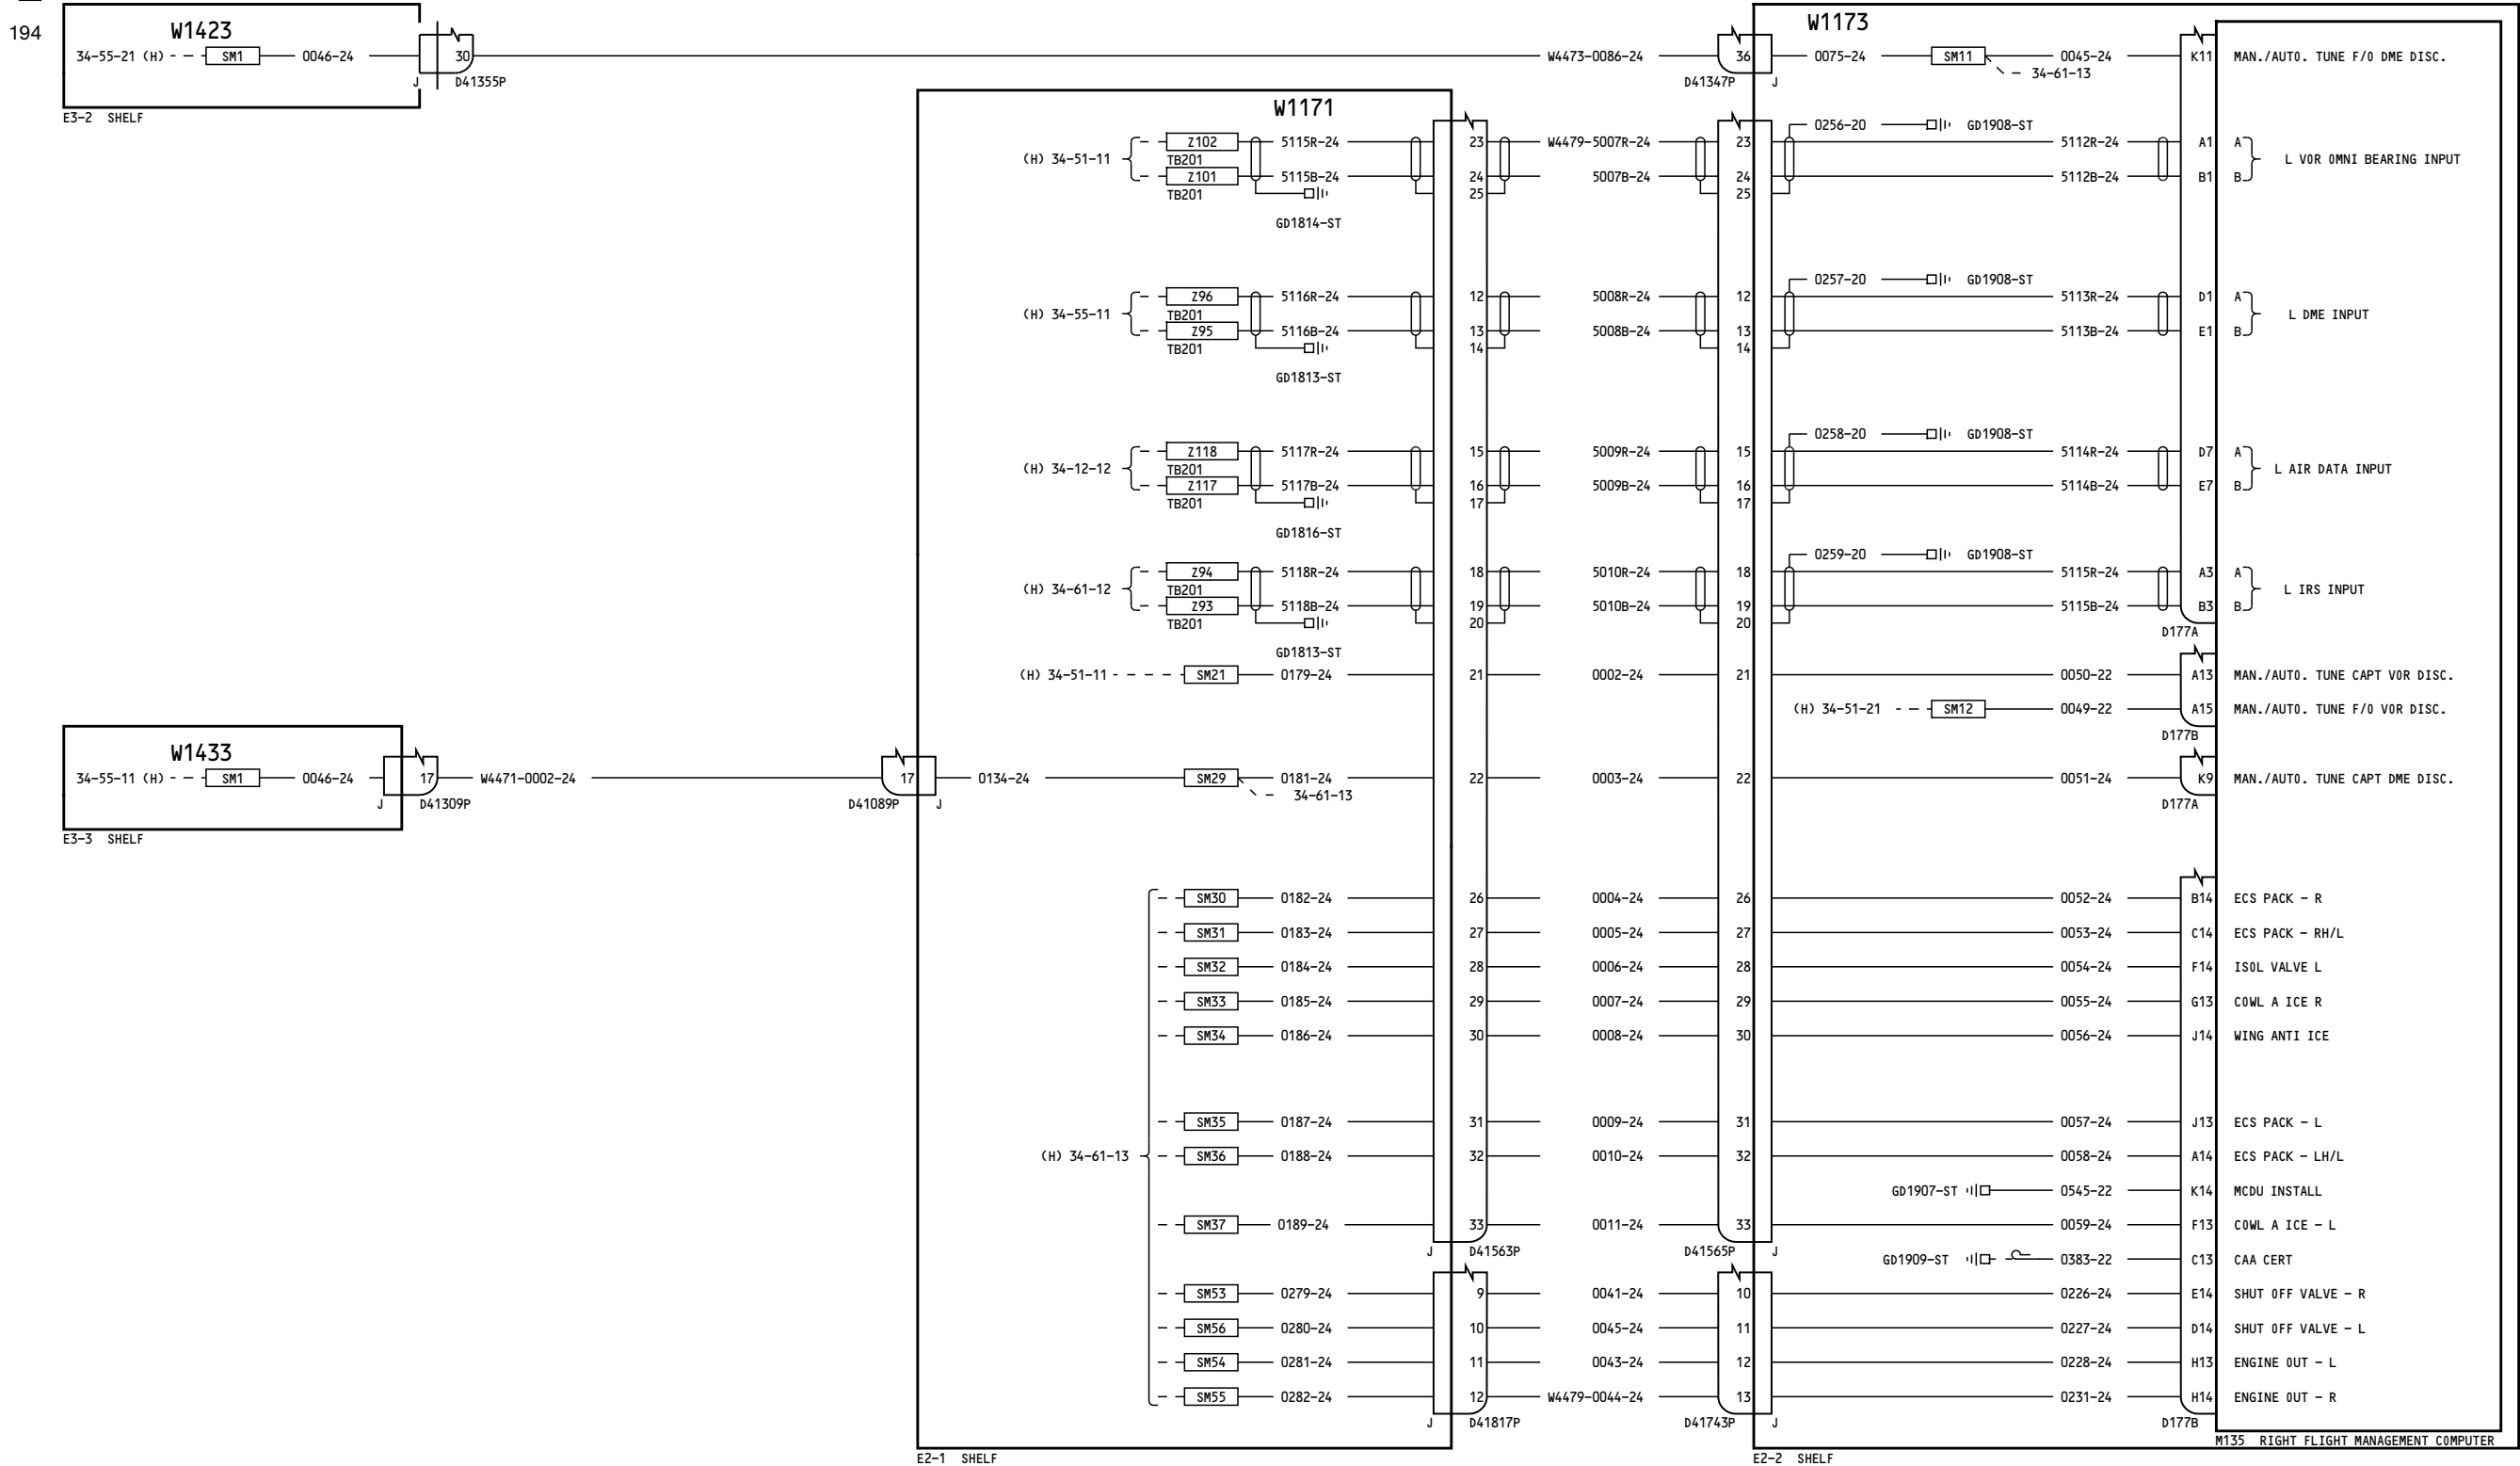 194
W1423 W1173
34-55-21 (H) SM1 0046-24 30 W4473-0086-24 36 0075-24 SM11 0045-24 K11 MAN./AUTO. TUNE F/O DME DISC.
34-61-13
J D41355P D41347P J
E3-2 SHELF
W1171
0256-20 GD1908-ST
Z102 5115R-24 23 W4479-5007R-24 23 5112R-24 A1 A
(H) 34-51-11 TB201 L VOR OMNI BEARING INPUT
Z101 5115B-24 24 5007B-24 24 5112B-24 B1 B
TB201 25 25
GD1814-ST
0257-20 GD1908-ST
Z96 5116R-24 12 5008R-24 12 5113R-24 D1 A
(H) 34-55-11 TB201 L DME INPUT
Z95 5116B-24 13 5008B-24 13 5113B-24 E1 B
TB201 14 14
GD1813-ST
0258-20 GD1908-ST
Z118 5117R-24 15 5009R-24 15 5114R-24 D7 A
(H) 34-12-12 TB201 L AIR DATA INPUT
Z117 5117B-24 16 5009B-24 16 5114B-24 E7 B
TB201 17 17
GD1816-ST
0259-20 GD1908-ST
Z94 5118R-24 18 5010R-24 18 5115R-24 A3 A
(H) 34-61-12 TB201 L IRS INPUT
Z93 5118B-24 19 5010B-24 19 5115B-24 B3 B
TB201 20 20
D177A
GD1813-ST
(H) 34-51-11 SM21 0179-24 21 0002-24 21 0050-22 A13 MAN./AUTO. TUNE CAPT VOR DISC.
(H) 34-51-21 SM12 0049-22 A15 MAN./AUTO. TUNE F/O VOR DISC.
D177B
W1433
34-55-11 (H) SM1 0046-24 17 W4471-0002-24 17 0134-24 SM29 0181-24 22 0003-24 22 0051-24 K9 MAN./AUTO. TUNE CAPT DME DISC.
34-61-13
J D41309P D41089P J D177A
E3-3 SHELF
SM30 0182-24 26 0004-24 26 0052-24 B14 ECS PACK - R
SM31 0183-24 27 0005-24 27 0053-24 C14 ECS PACK - RH/L
SM32 0184-24 28 0006-24 28 0054-24 F14 ISOL VALVE L
SM33 0185-24 29 0007-24 29 0055-24 G13 COWL A ICE R
SM34 0186-24 30 0008-24 30 0056-24 J14 WING ANTI ICE
SM35 0187-24 31 0009-24 31 0057-24 J13 ECS PACK - L
(H) 34-61-13 SM36 0188-24 32 0010-24 32 0058-24 A14 ECS PACK - LH/L
GD1907-ST 0545-22 K14 MCDU INSTALL
SM37 0189-24 33 0011-24 33 0059-24 F13 COWL A ICE - L
J D41563P D41565P J
GD1909-ST 0383-22 C13 CAA CERT
SM53 0279-24 9 0041-24 10 0226-24 E14 SHUT OFF VALVE - R
SM56 0280-24 10 0045-24 11 0227-24 D14 SHUT OFF VALVE - L
SM54 0281-24 11 0043-24 12 0228-24 H13 ENGINE OUT - L
SM55 0282-24 12 W4479-0044-24 13 0231-24 H14 ENGINE OUT - R
J D41817P D41743P J D177B
M135 RIGHT FLIGHT MANAGEMENT COMPUTER
E2-1 SHELF E2-2 SHELF